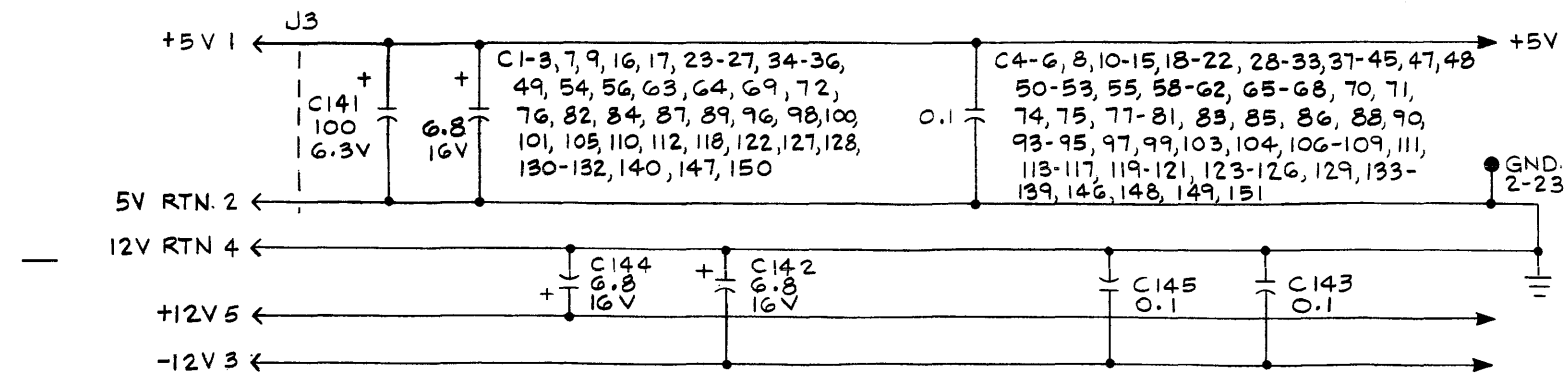 J3
+5V 1
+5V
+
C141
100
6.3V
+
6.8
16V
C1-3,7,9,16,17,23-27,34-36,
49,54,56,63,64,69,72,
76,82,84,87,89,96,98,100,
101,105,110,112,118,122,127,128,
130-132,140,147,150
0.1
C4-6,8,10-15,18-22,28-33,37-45,47,48
50-53,55,58-62,65-68,70,71,
74,75,77-81,83,85,86,88,90,
93-95,97,99,103,104,106-109,111,
113-117,119-121,123-126,129,133-
139,146,148,149,151
GND.
2-23
5V RTN. 2
12V RTN 4
+
C144
6.8
16V
+
C142
6.8
16V
C145
0.1
C143
0.1
+12V 5
-12V 3